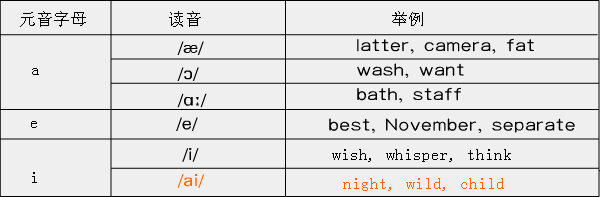 元音字母 读音 举例
/æ/ latter, camera, fat
a /ɔ/ wash, want
/ɑː/ bath, staff
e /e/ best, November, separate
/i/ wish, whisper, think
i /ai/ night, wild, child